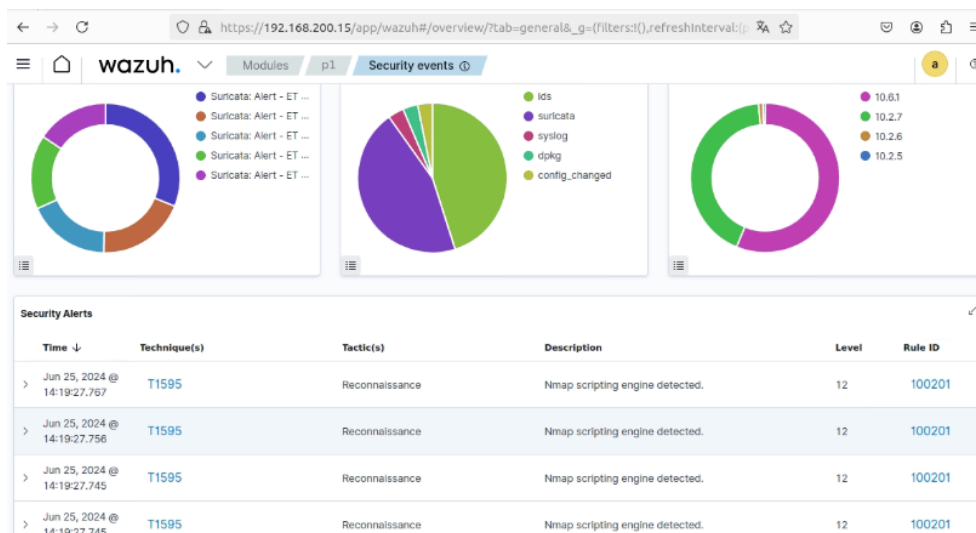 https://192.168.200.15/app/wazuh#/overview/?tab=general&_g=(filters:!(),refreshInterval:(p
wazuh. Modules p1 Security events a
Suricata: Alert - ET ...
Suricata: Alert - ET ...
Suricata: Alert - ET ...
Suricata: Alert - ET ...
Suricata: Alert - ET ...
ids
suricata
syslog
dpkg
config_changed
10.6.1
10.2.7
10.2.6
10.2.5
Security Alerts
Time ↓ Technique(s) Tactic(s) Description Level Rule ID
Jun 25, 2024 @
14:19:27.767 T1595 Reconnaissance Nmap scripting engine detected. 12 100201
Jun 25, 2024 @
14:19:27.756 T1595 Reconnaissance Nmap scripting engine detected. 12 100201
Jun 25, 2024 @
14:19:27.745 T1595 Reconnaissance Nmap scripting engine detected. 12 100201
Jun 25, 2024 @
14:19:27.745 T1595 Reconnaissance Nmap scripting engine detected. 12 100201